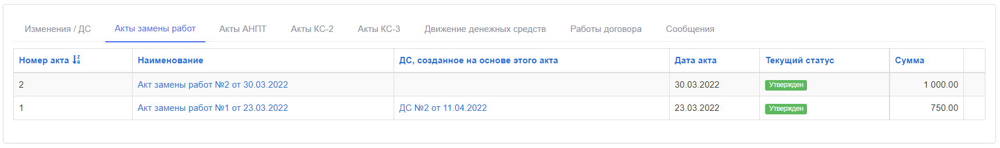 Изменения / ДС Акты замены работ Акты АНПТ Акты КС-2 Акты КС-3 Движение денежных средств Работы договора Сообщения
Номер акта Наименование ДС, созданное на основе этого акта Дата акта Текущий статус Сумма
2 Акт замены работ №2 от 30.03.2022 30.03.2022 Утвержден 1 000.00
1 Акт замены работ №1 от 23.03.2022 ДС №2 от 11.04.2022 23.03.2022 Утвержден 750.00